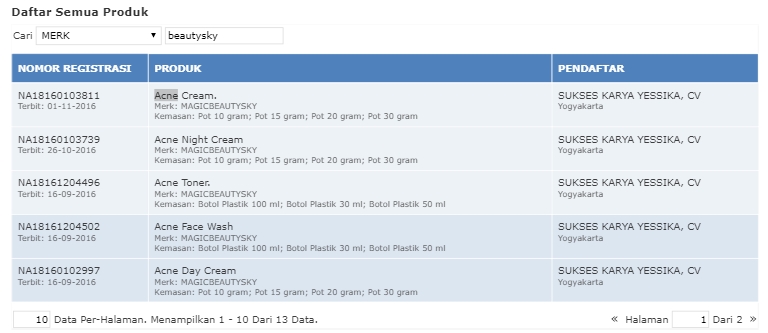 Daftar Semua Produk
Cari MERK beautysky
NOMOR REGISTRASI PRODUK PENDAFTAR
NA18160103811 Acne Cream. SUKSES KARYA YESSIKA, CV
Terbit: 01-11-2016 Merk: MAGICBEAUTYSKY Yogyakarta
Kemasan: Pot 10 gram; Pot 15 gram; Pot 20 gram; Pot 30 gram
NA18160103739 Acne Night Cream SUKSES KARYA YESSIKA, CV
Terbit: 26-10-2016 Merk: MAGICBEAUTYSKY Yogyakarta
Kemasan: Pot 10 gram; Pot 15 gram; Pot 20 gram; Pot 30 gram
NA18161204496 Acne Toner. SUKSES KARYA YESSIKA, CV
Terbit: 16-09-2016 Merk: MAGICBEAUTYSKY Yogyakarta
Kemasan: Botol Plastik 100 ml; Botol Plastik 30 ml; Botol Plastik 50 ml
NA18161204502 Acne Face Wash SUKSES KARYA YESSIKA, CV
Terbit: 16-09-2016 Merk: MAGICBEAUTYSKY Yogyakarta
Kemasan: Botol Plastik 100 ml; Botol Plastik 30 ml; Botol Plastik 50 ml
NA18160102997 Acne Day Cream SUKSES KARYA YESSIKA, CV
Terbit: 16-09-2016 Merk: MAGICBEAUTYSKY Yogyakarta
Kemasan: Pot 10 gram; Pot 15 gram; Pot 20 gram; Pot 30 gram
10 Data Per-Halaman. Menampilkan 1 - 10 Dari 13 Data. « Halaman 1 Dari 2 »